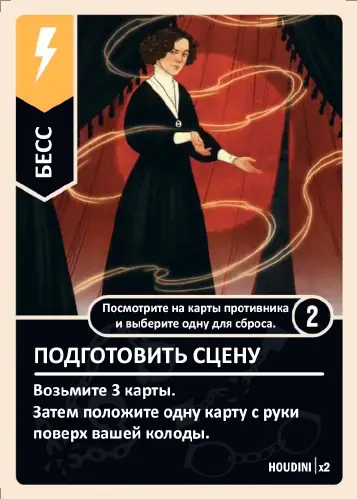 БЕСС
Посмотрите на карты противника
и выберите одну для сброса.
2
ПОДГОТОВИТЬ СЦЕНУ
Возьмите 3 карты.
Затем положите одну карту с руки
поверх вашей колоды.
HOUDINI | x2